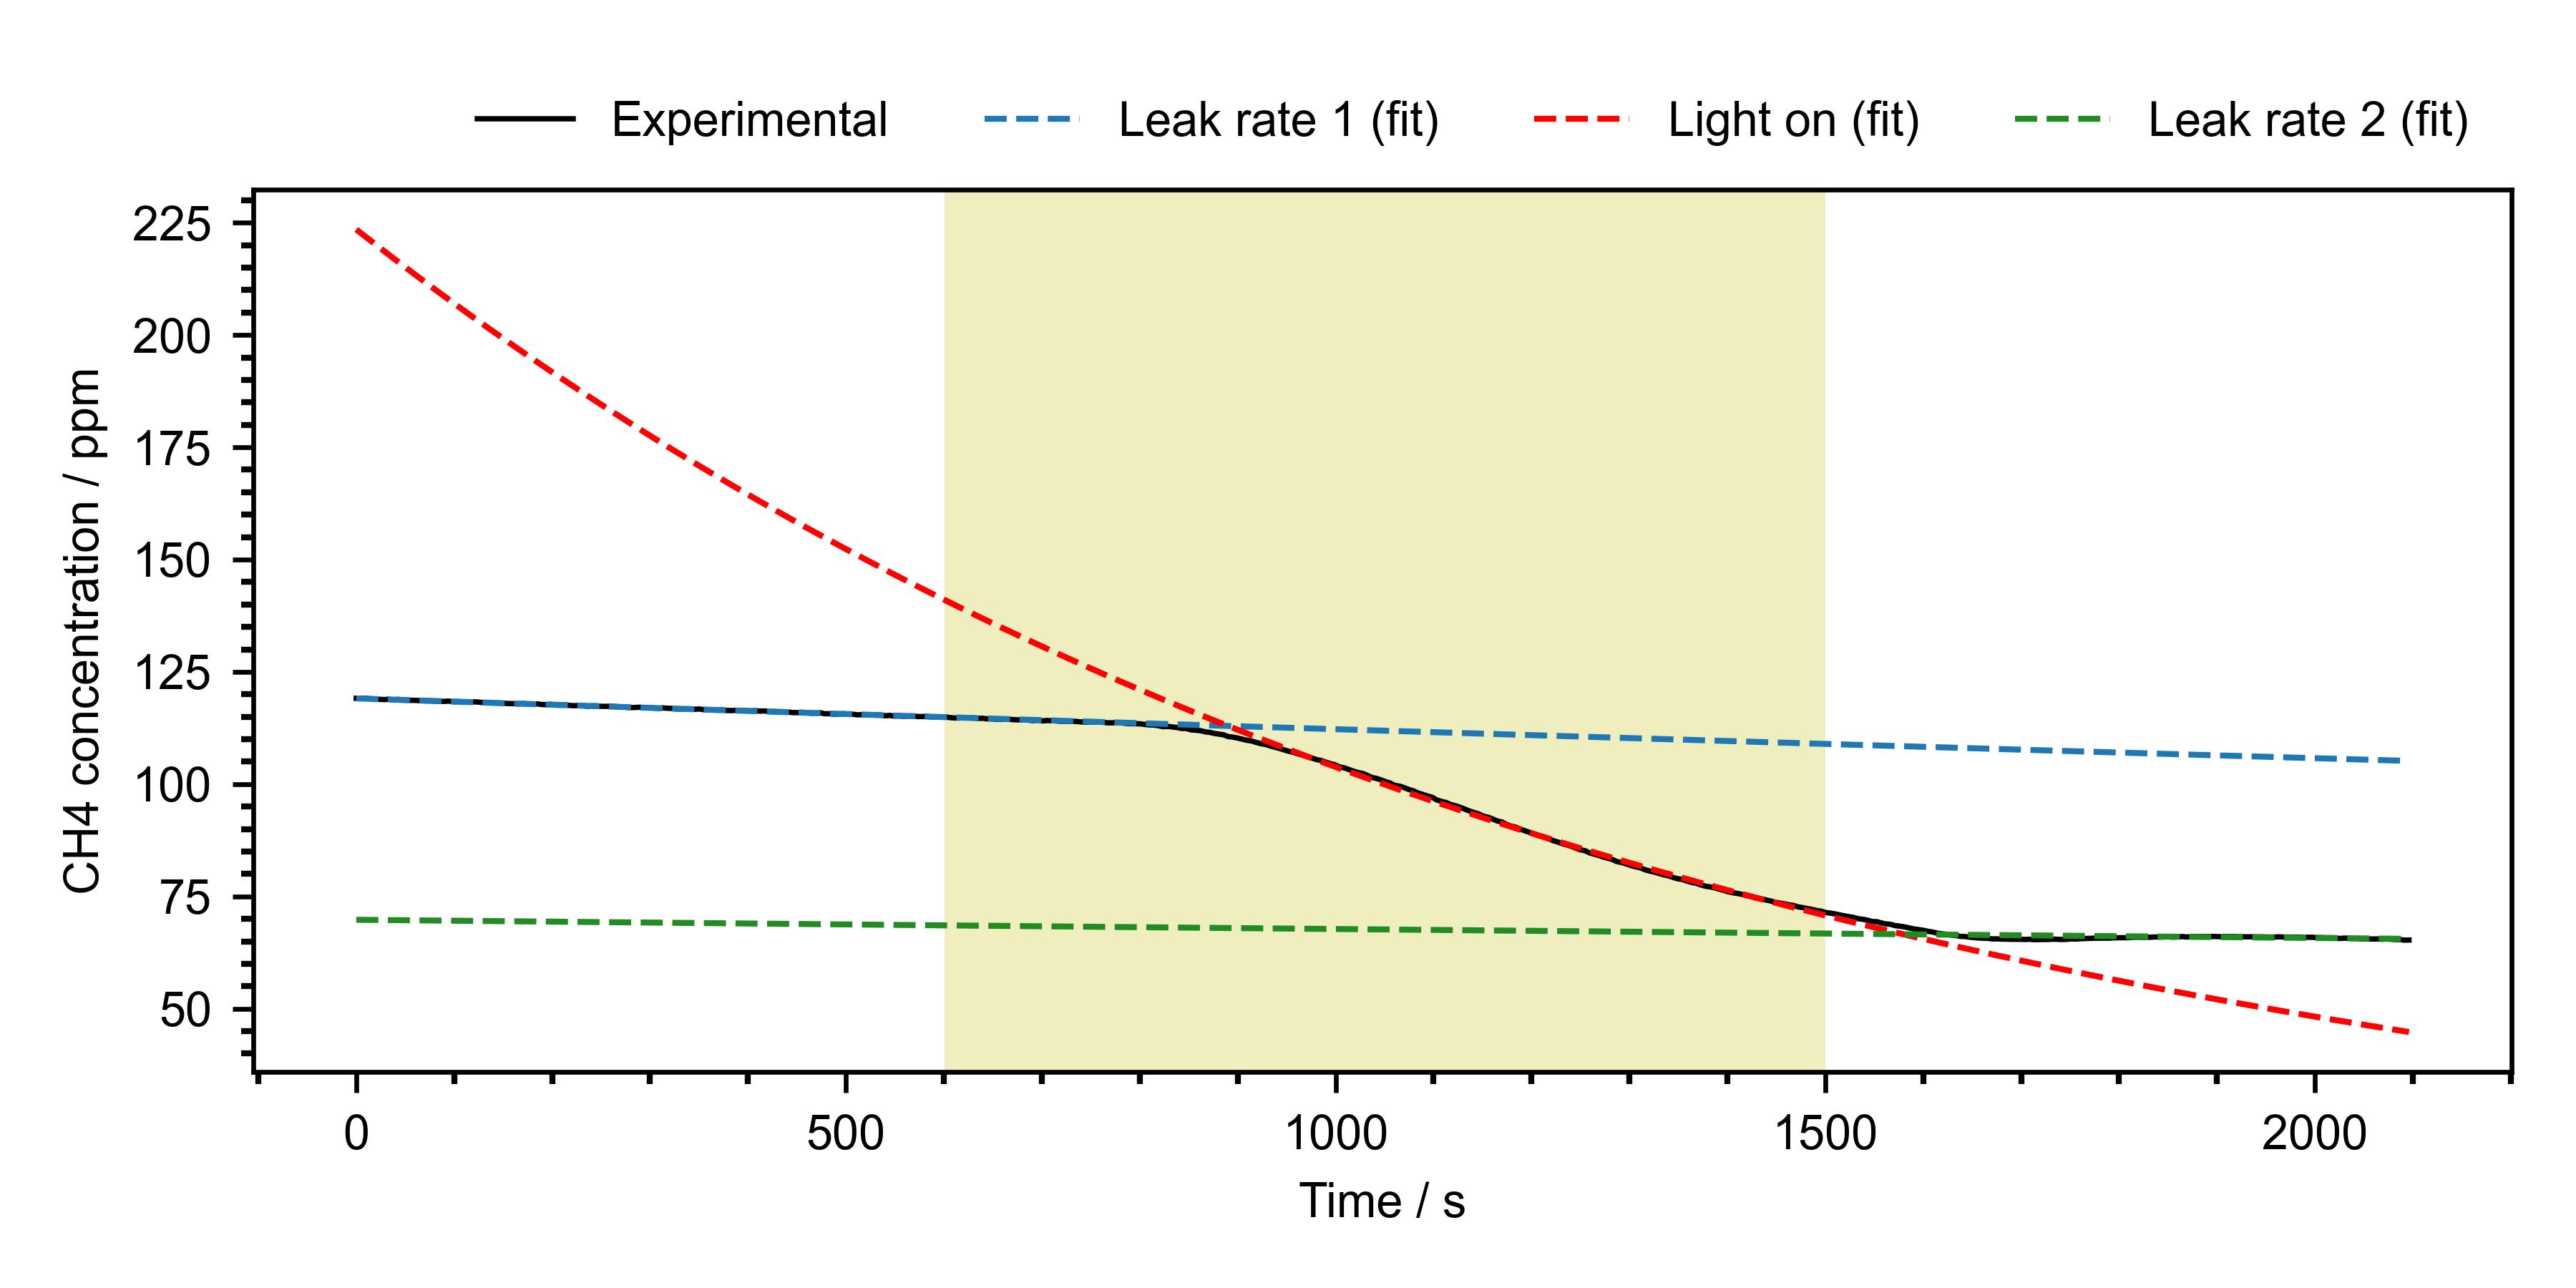 Experimental
Leak rate 1 (fit)
Light on (fit)
Leak rate 2 (fit)
CH4 concentration / ppm
225
200
175
150
125
100
75
50
0
500
1000
1500
2000
Time / s